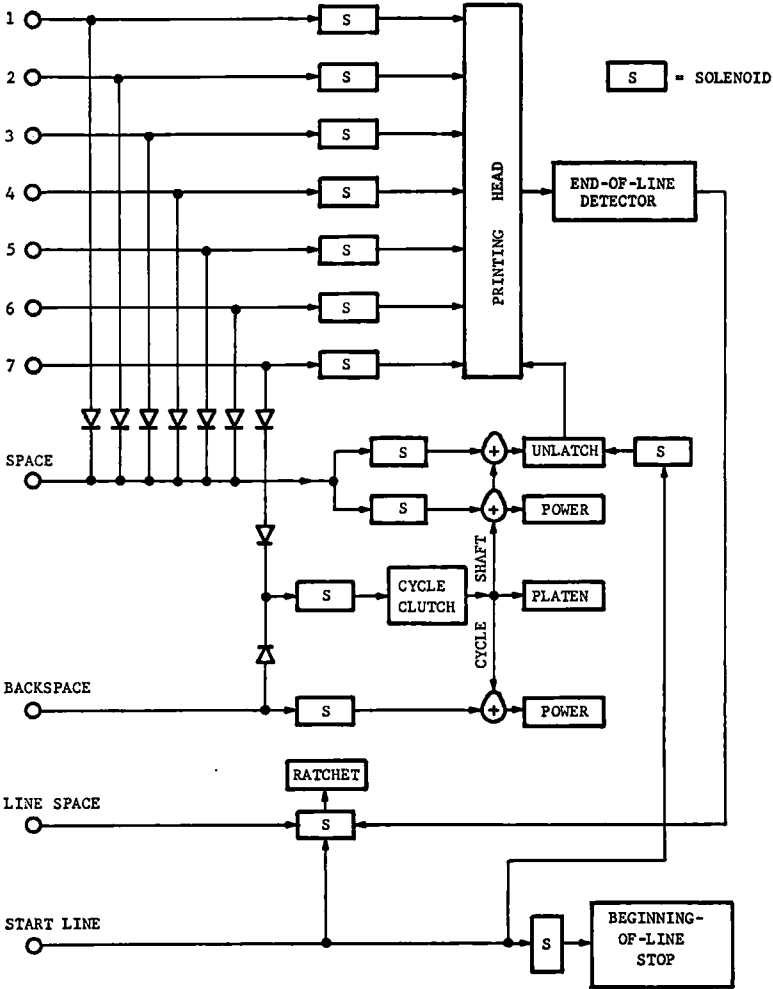 1
S
2
S
S = SOLENOID
3
S
4
S
PRINTING HEAD
END-OF-LINE
DETECTOR
5
S
6
S
7
S
SPACE
S
+
UNLATCH
S
S
+
POWER
SHAFT
S
CYCLE
CLUTCH
PLATEN
CYCLE
BACKSPACE
S
+
POWER
RATCHET
LINE SPACE
S
START LINE
S
BEGINNING-
OF-LINE
STOP